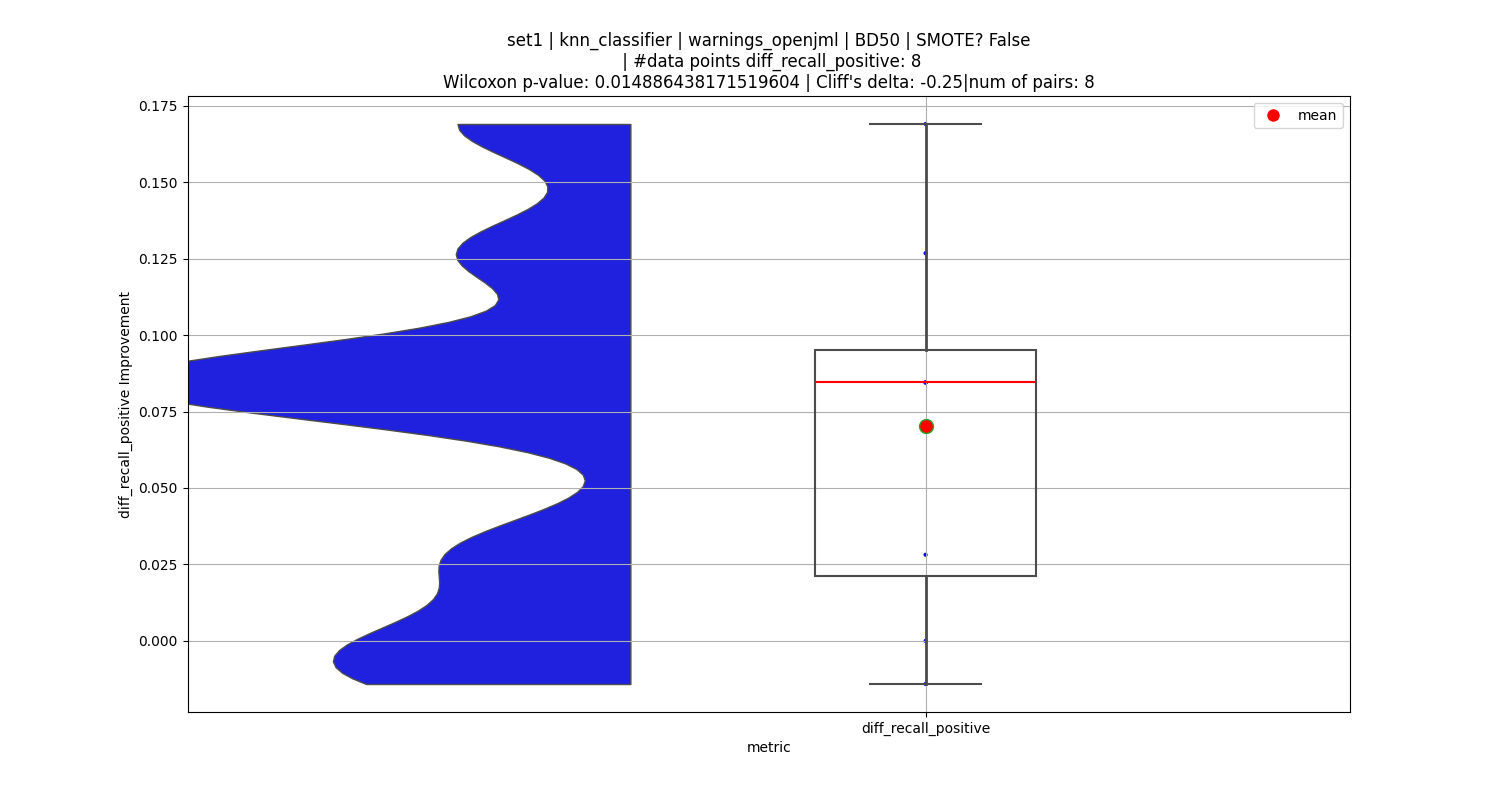 set1 | knn_classifier | warnings_openjml | BD50 | SMOTE? False
| #data points diff_recall_positive: 8
Wilcoxon p-value: 0.014886438171519604 | Cliff's delta: -0.25|num of pairs: 8
mean
0.175
0.150
0.125
0.100
0.075
0.050
0.025
0.000
diff_recall_positive Improvement
diff_recall_positive
metric